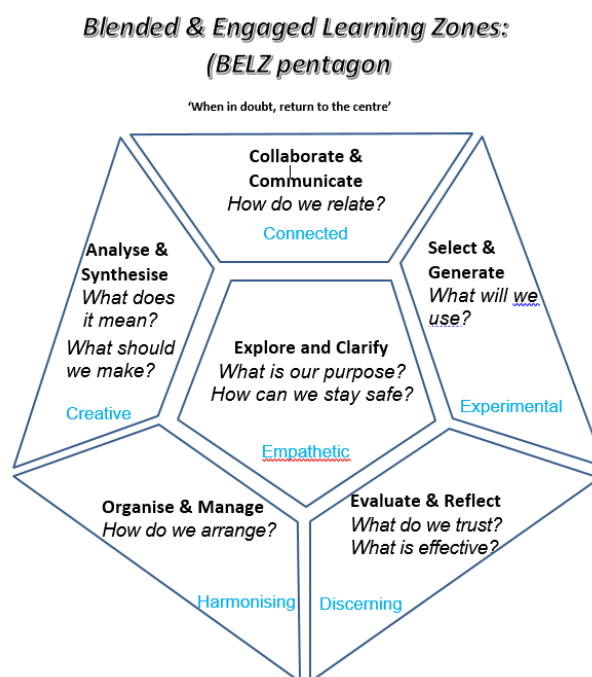 Blended & Engaged Learning Zones:
(BELZ pentagon
'When in doubt, return to the centre'
Collaborate &
Communicate
How do we relate?
Connected
Analyse &
Synthesise
What does
it mean?
What should
we make?
Creative
Select &
Generate
What will we
use?
Experimental
Explore and Clarify
What is our purpose?
How can we stay safe?
Empathetic
Organise & Manage
How do we arrange?
Harmonising
Evaluate & Reflect
What do we trust?
What is effective?
Discerning